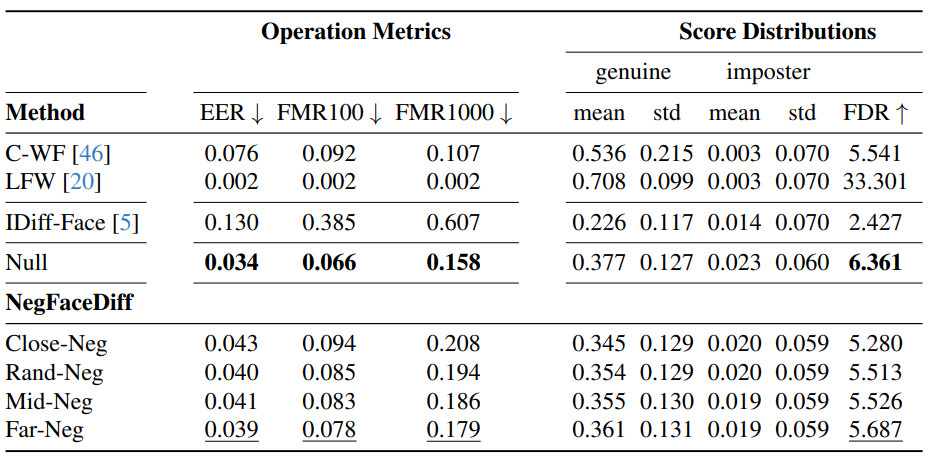 Operation Metrics Score Distributions
genuine imposter
Method EER ↓ FMR100 ↓ FMR1000 ↓ mean std mean std FDR ↑
C-WF [46] 0.076 0.092 0.107 0.536 0.215 0.003 0.070 5.541
LFW [20] 0.002 0.002 0.002 0.708 0.099 0.003 0.070 33.301
IDiff-Face [5] 0.130 0.385 0.607 0.226 0.117 0.014 0.070 2.427
Null 0.034 0.066 0.158 0.377 0.127 0.023 0.060 6.361
NegFaceDiff
Close-Neg 0.043 0.094 0.208 0.345 0.129 0.020 0.059 5.280
Rand-Neg 0.040 0.085 0.194 0.354 0.129 0.020 0.059 5.513
Mid-Neg 0.041 0.083 0.186 0.355 0.130 0.019 0.059 5.526
Far-Neg 0.039 0.078 0.179 0.361 0.131 0.019 0.059 5.687